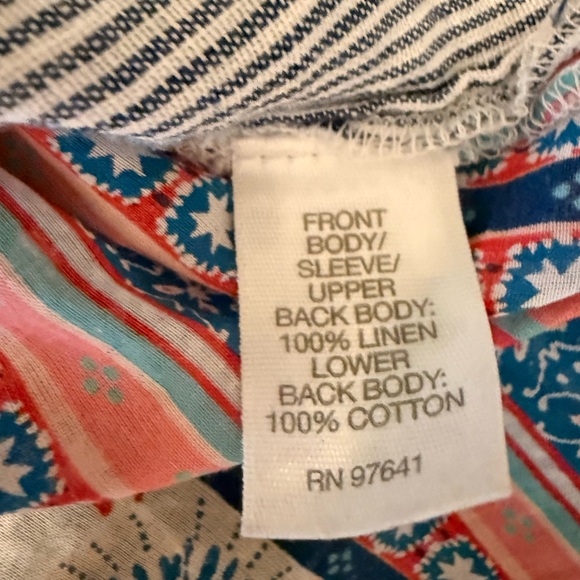 FRONT
BODY/
SLEEVE/
UPPER
BACK BODY:
100% LINEN
LOWER
BACK BODY:
100% COTTON
RN 97641